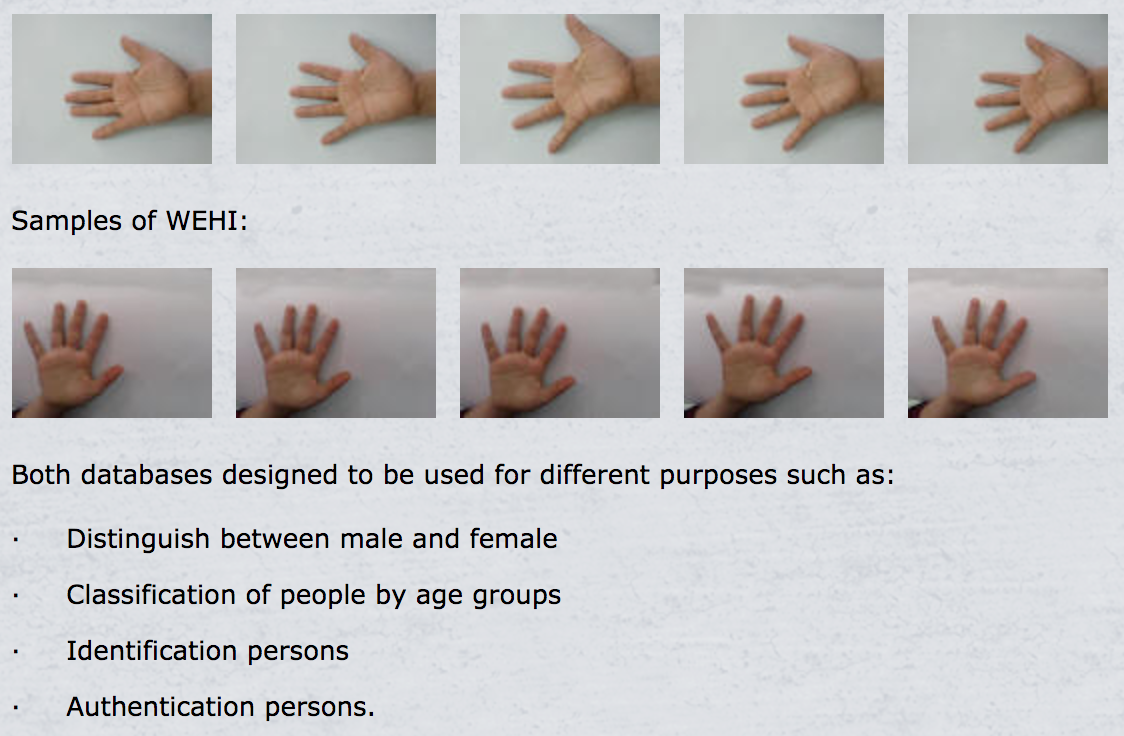 Samples of WEHI:
Both databases designed to be used for different purposes such as:
· Distinguish between male and female
· Classification of people by age groups
· Identification persons
· Authentication persons.